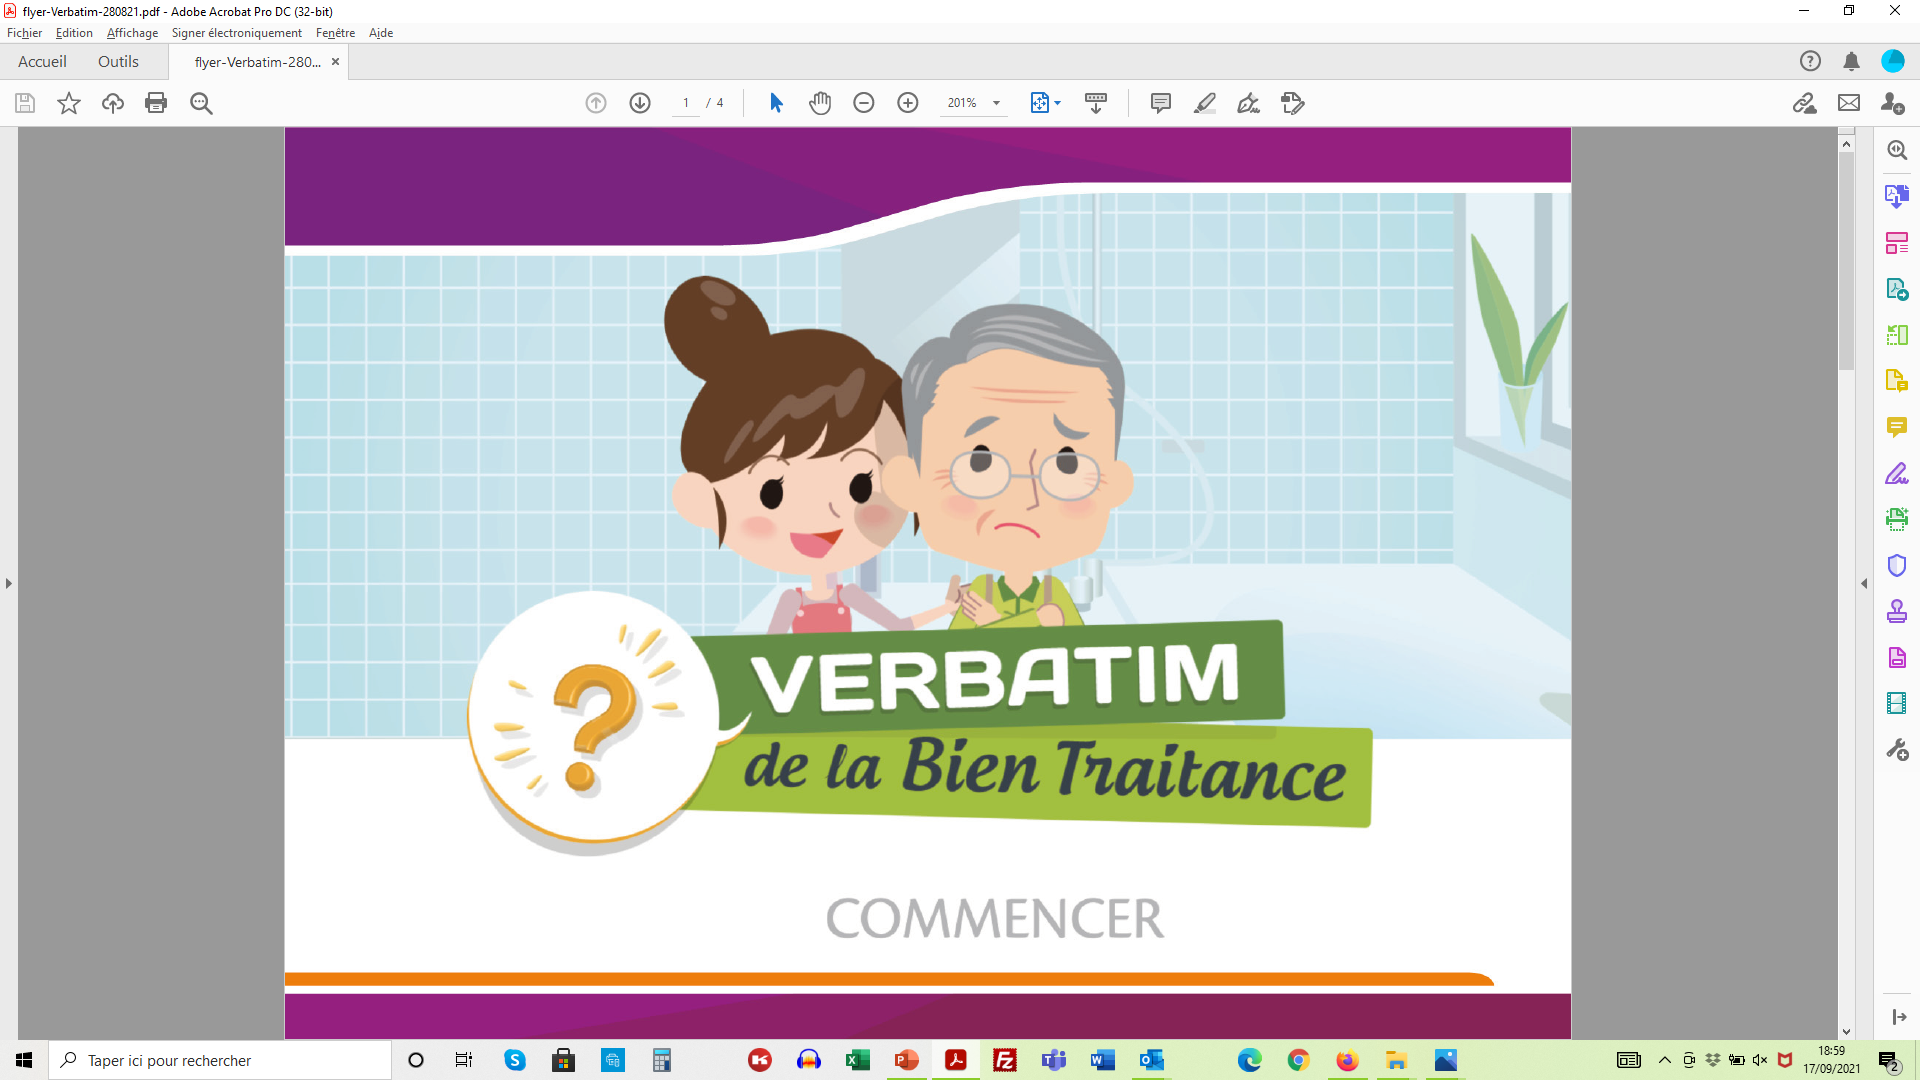 flyer-Verbatim-280821.pdf - Adobe Acrobat Pro DC (32-bit)
Fichier Edition Affichage Signer électroniquement Fenêtre Aide
Accueil Outils flyer-Verbatim-280... ×
1 / 4 201%
VERBATIM
de la Bien Traitance
COMMENCER
Taper ici pour rechercher
18:59
17/09/2021
2